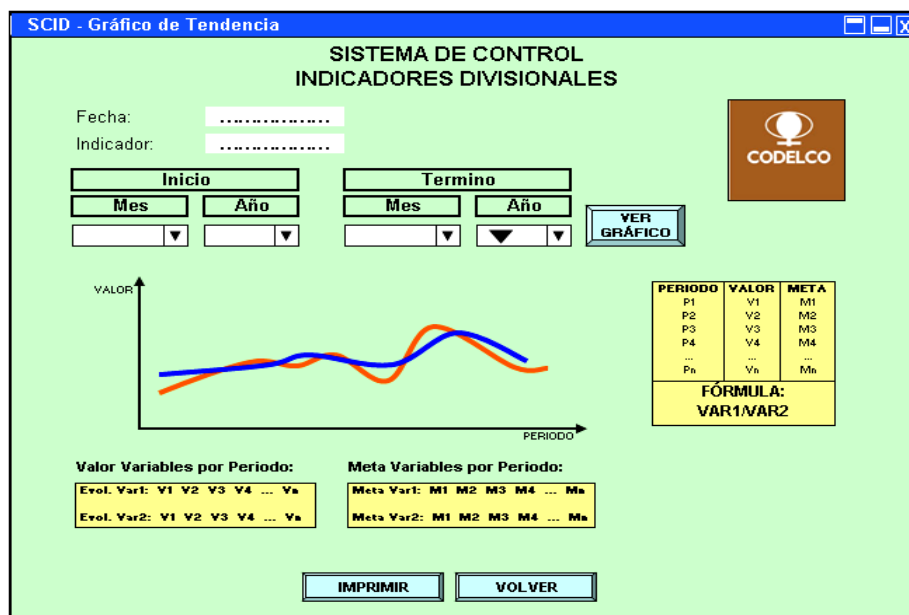 SCID - Gráfico de Tendencia
SISTEMA DE CONTROL
INDICADORES DIVISIONALES
Fecha: ..................
Indicador: ..................
CODELCO
Inicio Termino
Mes Año Mes Año
VER
GRÁFICO
VALOR
PERIODO
PERIODO VALOR META
P1 V1 M1
P2 V2 M2
P3 V3 M3
P4 V4 M4
... ... ...
Pn Vn Mn
FÓRMULA:
VAR1/VAR2
Valor Variables por Periodo: Meta Variables por Periodo:
Evol. Var1: V1 V2 V3 V4 ... Vn Meta Var1: M1 M2 M3 M4 ... Mn
Evol. Var2: V1 V2 V3 V4 ... Vn Meta Var2: M1 M2 M3 M4 ... Mn
IMPRIMIR VOLVER